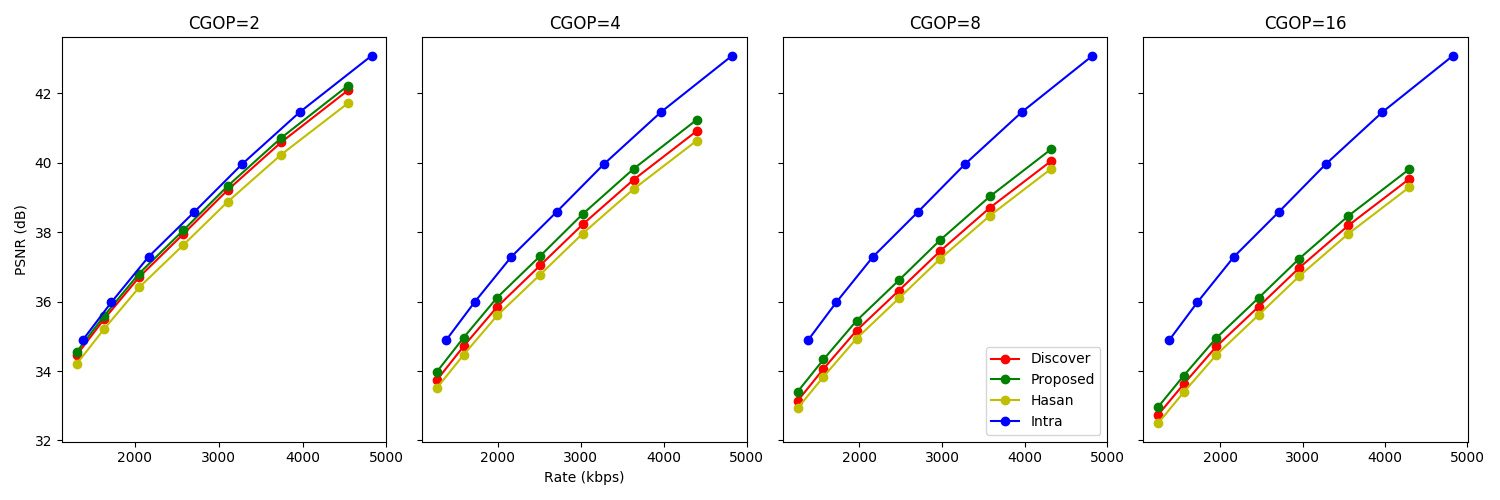 CGOP=2 CGOP=4 CGOP=8 CGOP=16
PSNR (dB)
42
40
38
36
34
32
Discover
Proposed
Hasan
Intra
2000 3000 4000 5000 2000 3000 4000 5000 2000 3000 4000 5000 2000 3000 4000 5000
Rate (kbps)